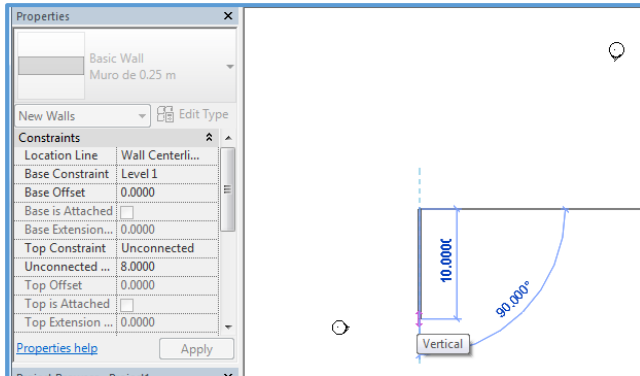 Properties
Basic Wall
Muro de 0.25 m
New Walls
Edit Type
Constraints
Location Line Wall Centerli...
Base Constraint Level 1
Base Offset 0.0000
Base is Attached
Base Extension... 0.0000
Top Constraint Unconnected
Unconnected ... 8.0000
Top Offset 0.0000
Top is Attached
Top Extension ... 0.0000
Properties help
Apply
10.000
90.000°
Vertical